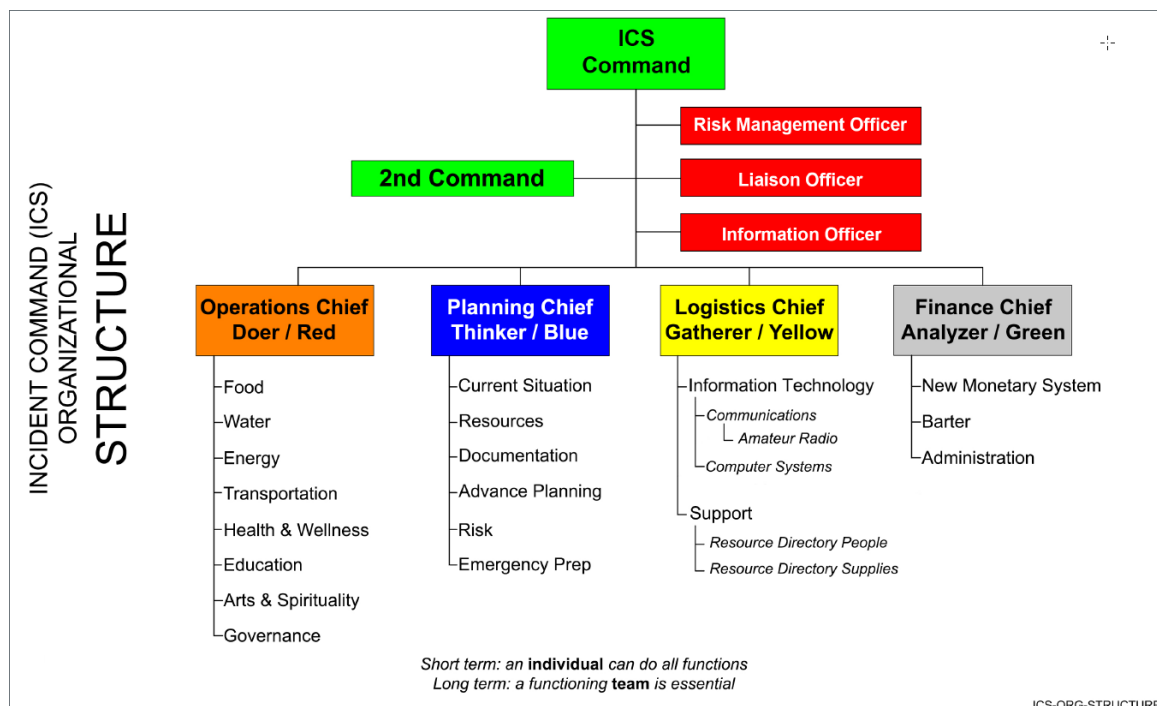 ICS
Command
Risk Management Officer
2nd Command
Liaison Officer
Information Officer
INCIDENT COMMAND (ICS)
ORGANIZATIONAL
STRUCTURE
Operations Chief
Doer / Red
Food
Water
Energy
Transportation
Health & Wellness
Education
Arts & Spirituality
Governance
Planning Chief
Thinker / Blue
Current Situation
Resources
Documentation
Advance Planning
Risk
Emergency Prep
Logistics Chief
Gatherer / Yellow
Information Technology
Communications
Amateur Radio
Computer Systems
Support
Resource Directory People
Resource Directory Supplies
Finance Chief
Analyzer / Green
New Monetary System
Barter
Administration
Short term: an individual can do all functions
Long term: a functioning team is essential
ICS-ORG-STRUCTURE